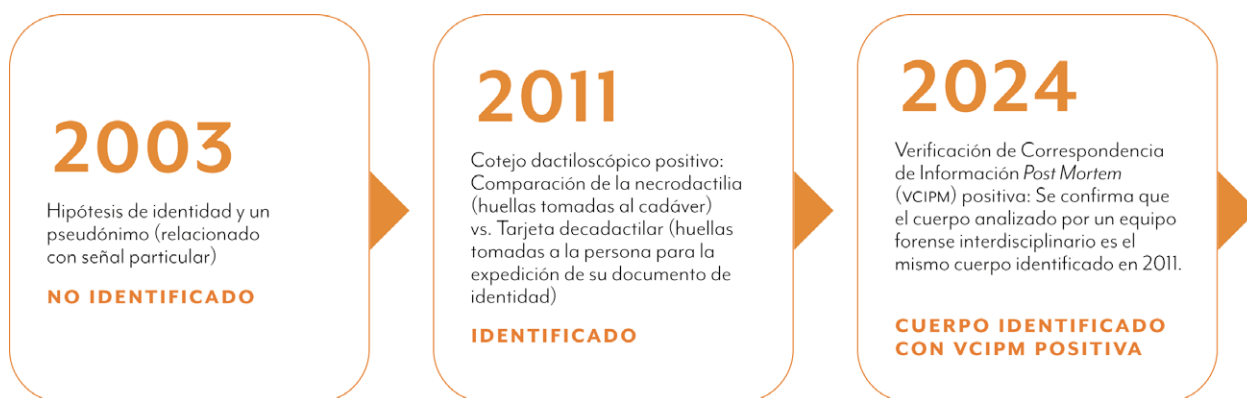 2003
Hipótesis de identidad y un
pseudónimo (relacionado
con señal particular)
NO IDENTIFICADO
2011
Cotejo dactiloscópico positivo:
Comparación de la necrodactilia
(huellas tomadas al cadáver)
vs. Tarjeta decadactilar (huellas
tomadas a la persona para la
expedición de su documento de
identidad)
IDENTIFICADO
2024
Verificación de Correspondencia
de Información Post Mortem
(VCIPM) positiva: Se confirma que
el cuerpo analizado por un equipo
forense interdisciplinario es el
mismo cuerpo identificado en 2011.
CUERPO IDENTIFICADO
CON VCIPM POSITIVA